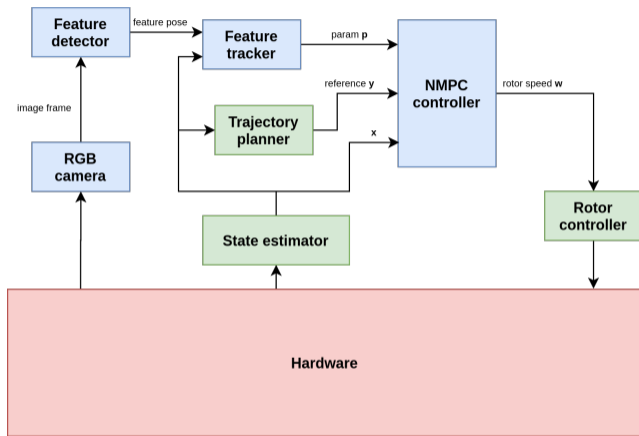 Feature
detector
feature pose
Feature
tracker
param p
NMPC
controller
reference y
rotor speed w
image frame
Trajectory
planner
x
RGB
camera
State estimator
Rotor
controller
Hardware